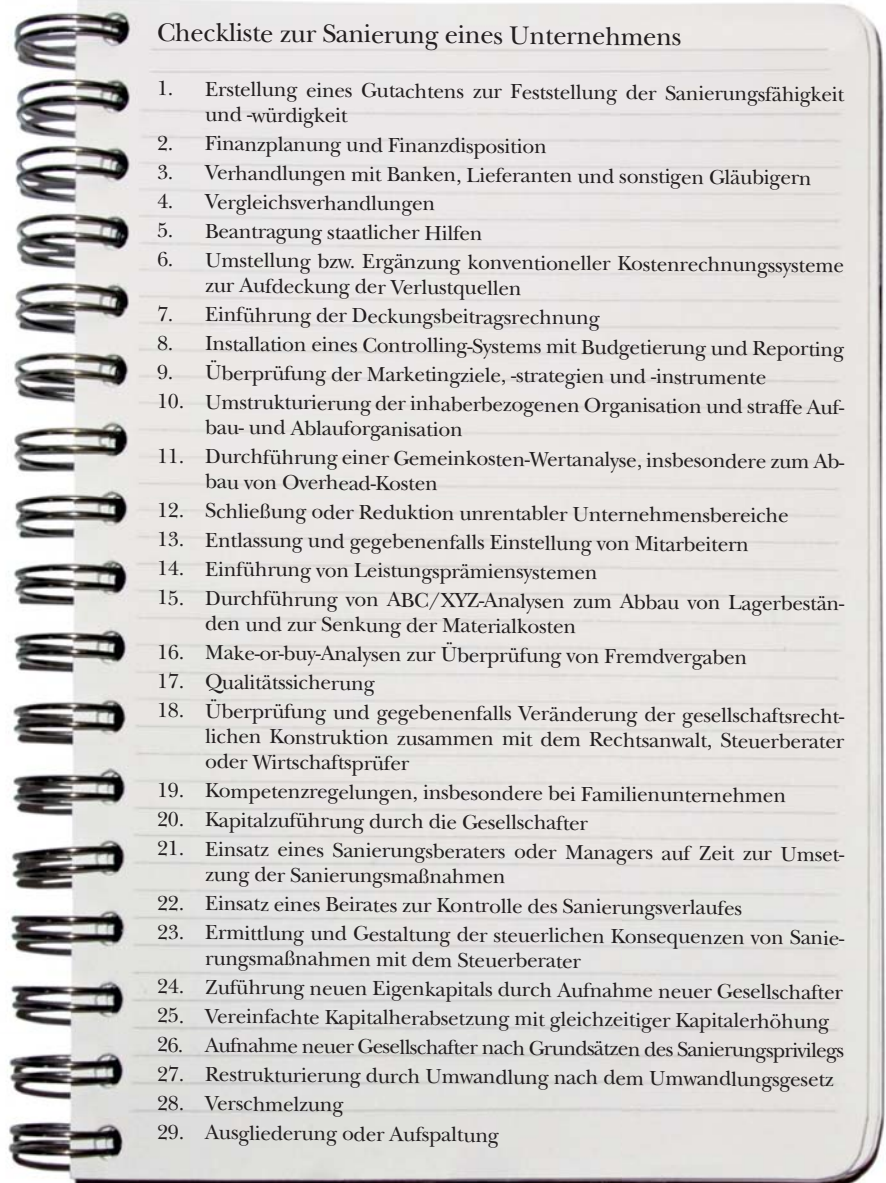 Checkliste zur Sanierung eines Unternehmens
1. Erstellung eines Gutachtens zur Feststellung der Sanierungsfähigkeit
und -würdigkeit
2. Finanzplanung und Finanzdisposition
3. Verhandlungen mit Banken, Lieferanten und sonstigen Gläubigern
4. Vergleichsverhandlungen
5. Beantragung staatlicher Hilfen
6. Umstellung bzw. Ergänzung konventioneller Kostenrechnungssysteme
zur Aufdeckung der Verlustquellen
7. Einführung der Deckungsbeitragsrechnung
8. Installation eines Controlling-Systems mit Budgetierung und Reporting
9. Überprüfung der Marketingziele, -strategien und -instrumente
10. Umstrukturierung der inhaberbezogenen Organisation und straffe Auf-
bau- und Ablauforganisation
11. Durchführung einer Gemeinkosten-Wertanalyse, insbesondere zum Ab-
bau von Overhead-Kosten
12. Schließung oder Reduktion unrentabler Unternehmensbereiche
13. Entlassung und gegebenenfalls Einstellung von Mitarbeitern
14. Einführung von Leistungsprämiensystemen
15. Durchführung von ABC/XYZ-Analysen zum Abbau von Lagerbestän-
den und zur Senkung der Materialkosten
16. Make-or-buy-Analysen zur Überprüfung von Fremdvergaben
17. Qualitätssicherung
18. Überprüfung und gegebenenfalls Veränderung der gesellschaftsrecht-
lichen Konstruktion zusammen mit dem Rechtsanwalt, Steuerberater
oder Wirtschaftsprüfer
19. Kompetenzregelungen, insbesondere bei Familienunternehmen
20. Kapitalzuführung durch die Gesellschafter
21. Einsatz eines Sanierungsberaters oder Managers auf Zeit zur Umset-
zung der Sanierungsmaßnahmen
22. Einsatz eines Beirates zur Kontrolle des Sanierungsverlaufes
23. Ermittlung und Gestaltung der steuerlichen Konsequenzen von Sanie-
rungsmaßnahmen mit dem Steuerberater
24. Zuführung neuen Eigenkapitals durch Aufnahme neuer Gesellschafter
25. Vereinfachte Kapitalherabsetzung mit gleichzeitiger Kapitalerhöhung
26. Aufnahme neuer Gesellschafter nach Grundsätzen des Sanierungsprivilegs
27. Restrukturierung durch Umwandlung nach dem Umwandlungsgesetz
28. Verschmelzung
29. Ausgliederung oder Aufspaltung